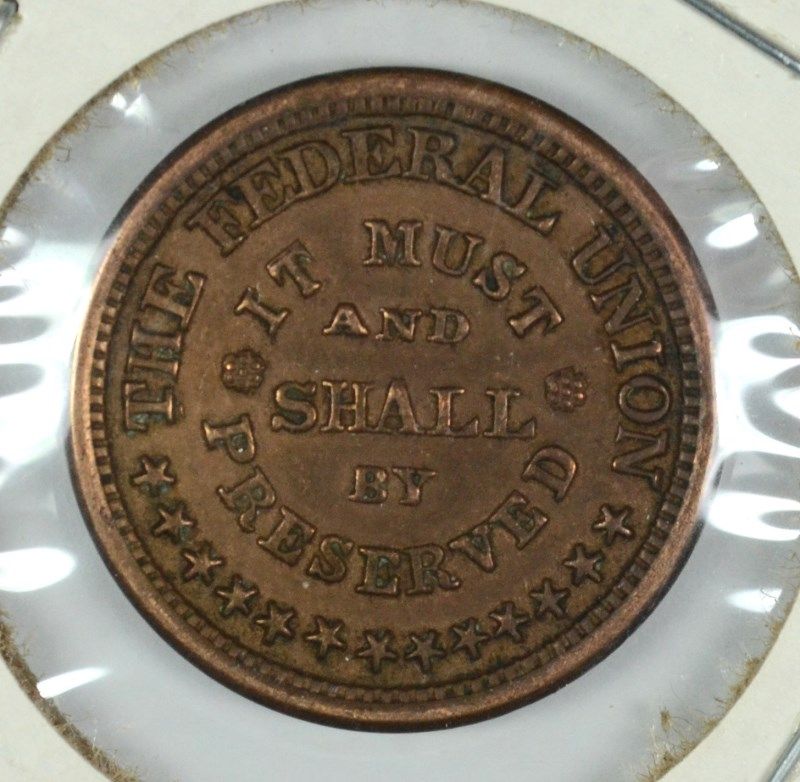 THE FEDERAL UNION
IT MUST
AND
SHALL
BY
PRESERVED